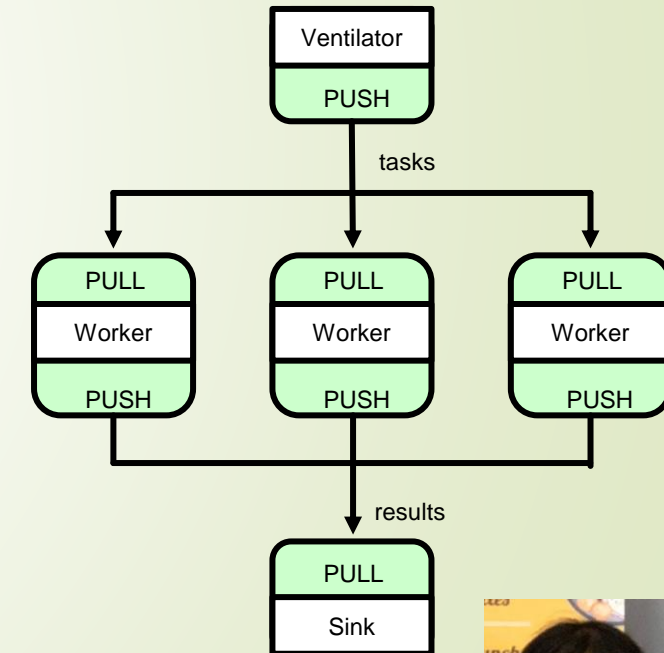 Ventilator
PUSH
tasks
PULL PULL PULL
Worker Worker Worker
PUSH PUSH PUSH
results
PULL
Sink